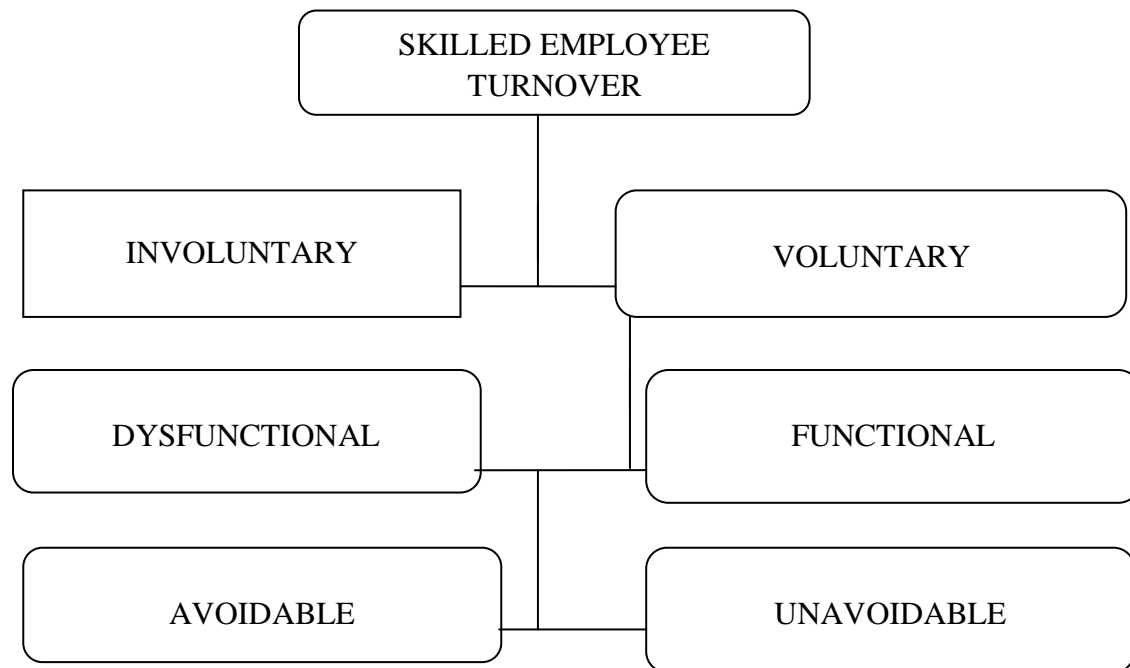 SKILLED EMPLOYEE
TURNOVER
INVOLUNTARY
VOLUNTARY
DYSFUNCTIONAL
FUNCTIONAL
AVOIDABLE
UNAVOIDABLE